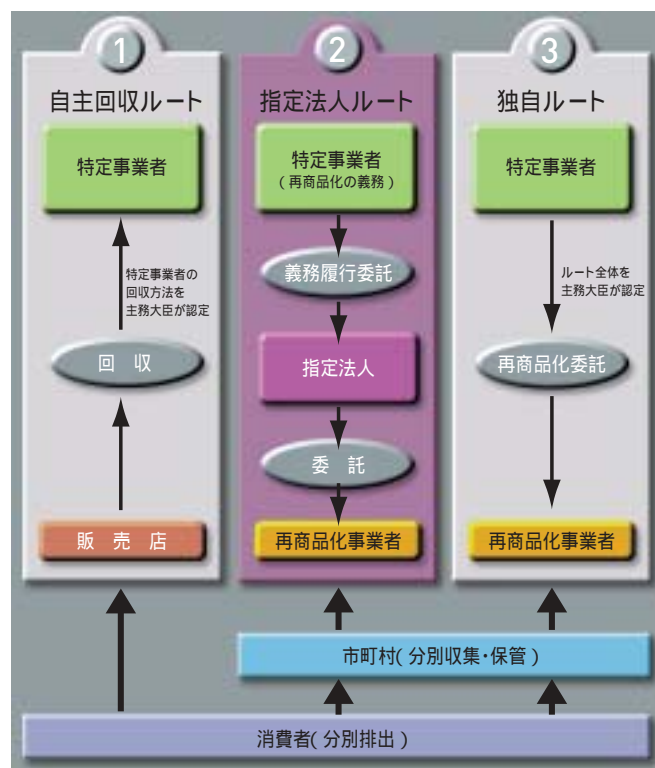 1
自主回収ルート
特定事業者
特定事業者の
回収方法を
主務大臣が認定
回 収
販 売 店
2
指定法人ルート
特定事業者
(再商品化の義務)
義務履行委託
指定法人
委 託
再商品化事業者
3
独自ルート
特定事業者
ルート全体を
主務大臣が認定
再商品化委託
再商品化事業者
市町村(分別収集・保管)
消費者(分別排出)